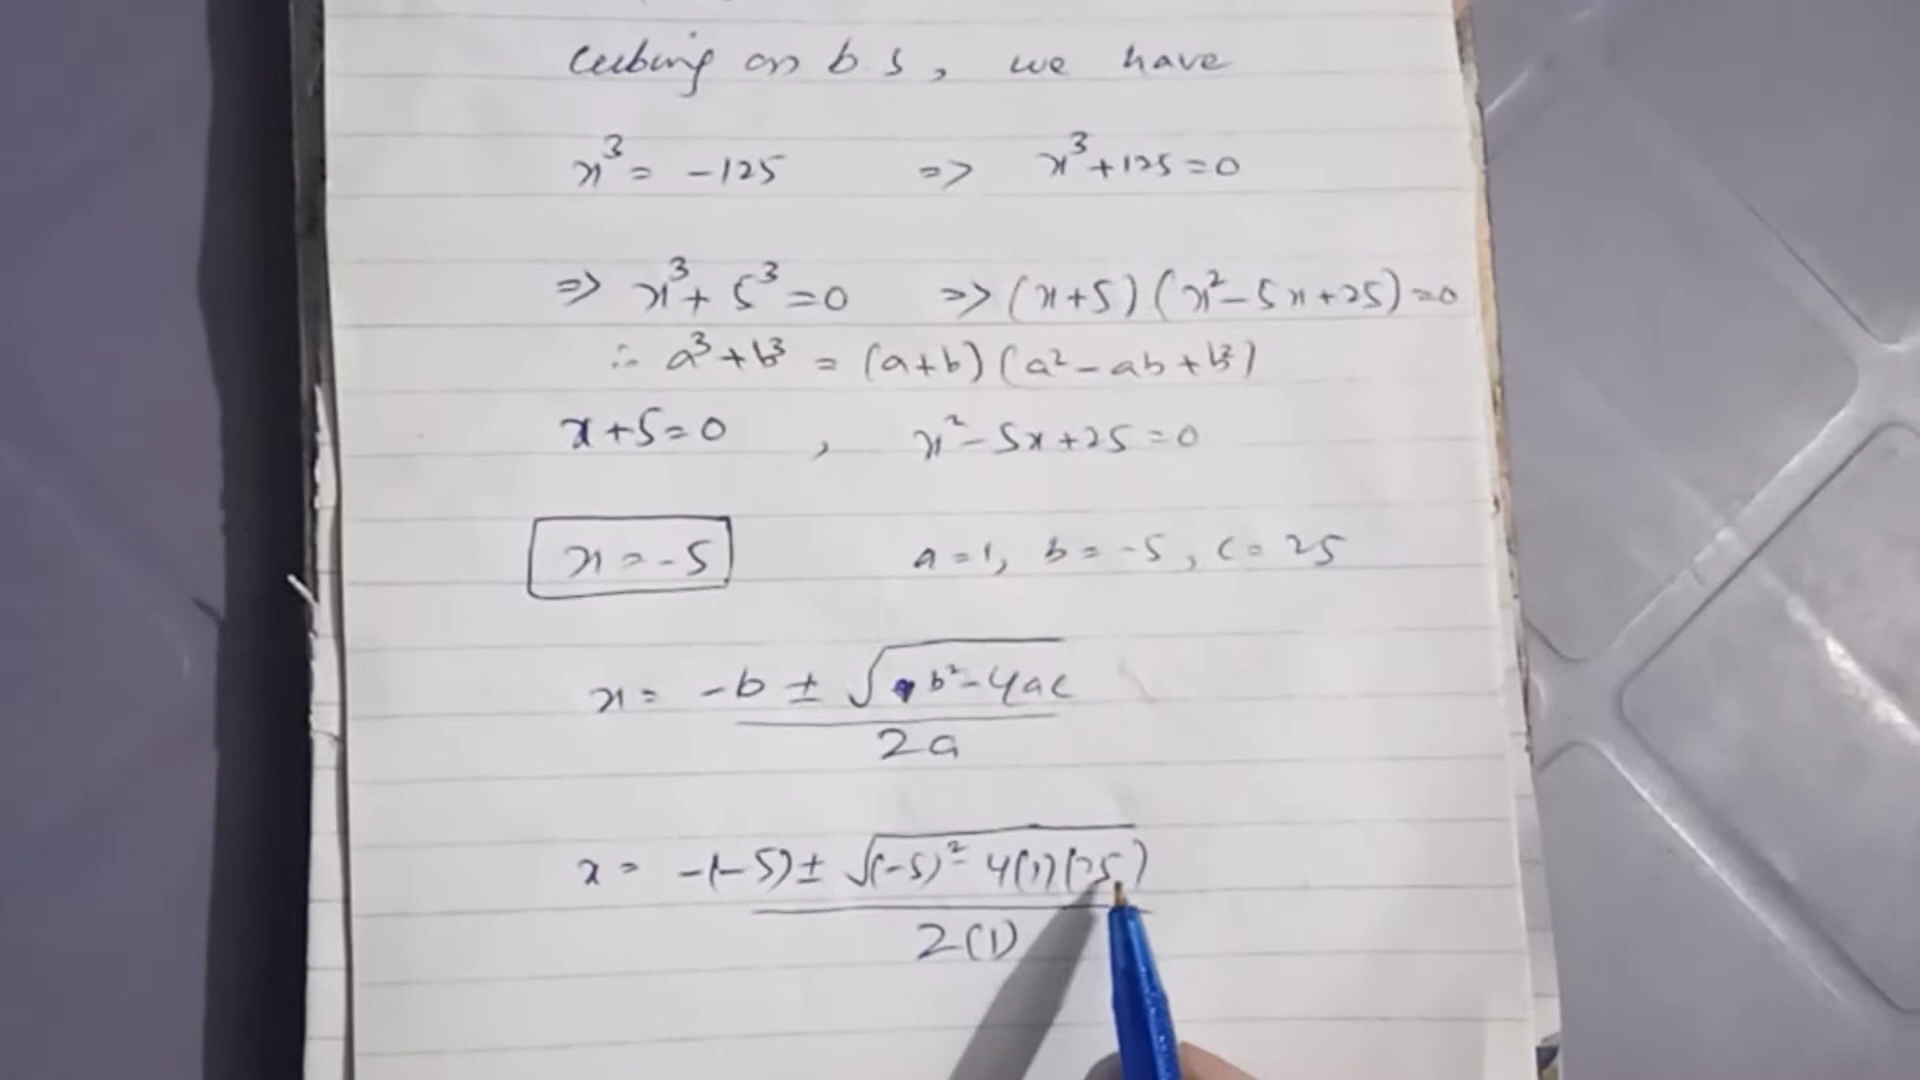 Cubing on b.s, we have
x³ = -125 => x³+125=0
=> x³+5³=0 => (x+5)(x²-5x+25)=0
∴ a³+b³ = (a+b)(a²-ab+b²)
x+5=0 , x²-5x+25=0
x=-5 a=1, b=-5, c=25
x= -b ± √b²-4ac
2a
x= -(-5)± √(-5)²-4(1)(25)
2(1)